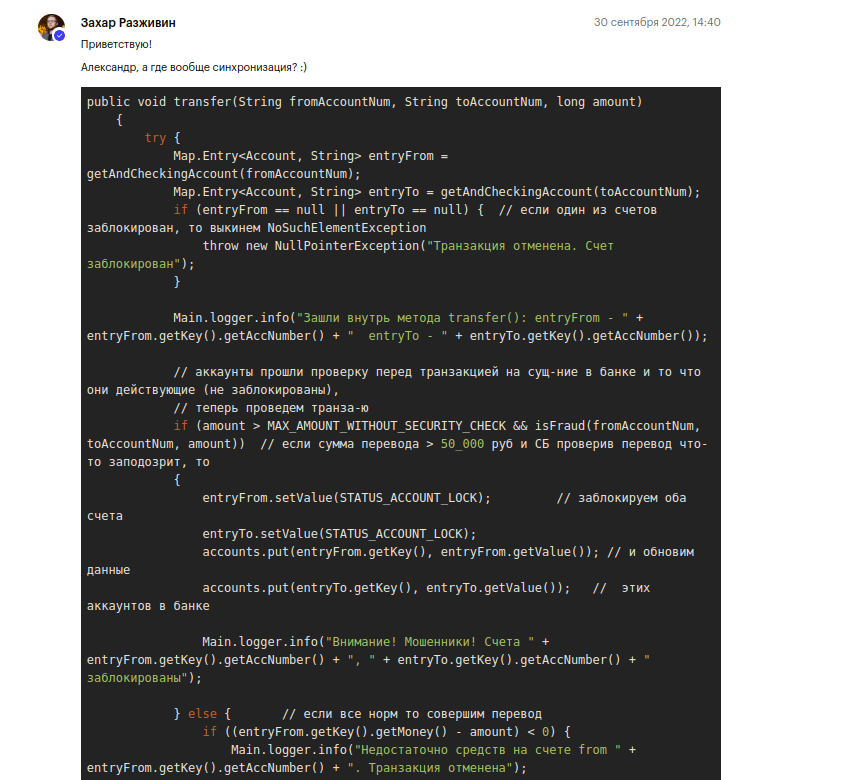 Захар Разживин
30 сентября 2022, 14:40
Приветствую!
Александр, а где вообще синхронизация? :)
public void transfer(String fromAccountNum, String toAccountNum, long amount)
{
try {
Map.Entry<Account, String> entryFrom =
getAndCheckingAccount(fromAccountNum);
Map.Entry<Account, String> entryTo = getAndCheckingAccount(toAccountNum);
if (entryFrom == null || entryTo == null) {  // если один из счетов
заблокирован, то выкинем NoSuchElementException
throw new NullPointerException("Транзакция отменена. Счет
заблокирован");
}
Main.logger.info("Зашли внутрь метода transfer(): entryFrom - " +
entryFrom.getKey().getAccNumber() + "  entryTo - " + entryTo.getKey().getAccNumber());
// аккаунты прошли проверку перед транзакцией на сущ-ние в банке и то что
они действующие (не заблокированы),
// теперь проведем транза-ю
if (amount > MAX_AMOUNT_WITHOUT_SECURITY_CHECK && isFraud(fromAccountNum,
toAccountNum, amount))  // если сумма перевода > 50_000 руб и СБ проверив перевод что-
то заподозрит, то
{
entryFrom.setValue(STATUS_ACCOUNT_LOCK);         // заблокируем оба
счета
entryTo.setValue(STATUS_ACCOUNT_LOCK);
accounts.put(entryFrom.getKey(), entryFrom.getValue()); // и обновим
данные
accounts.put(entryTo.getKey(), entryTo.getValue());   //  этих
аккаунтов в банке
Main.logger.info("Внимание! Мошенники! Счета " +
entryFrom.getKey().getAccNumber() + ", " + entryTo.getKey().getAccNumber() + "
заблокированы");
} else {       // если все норм то совершим перевод
if ((entryFrom.getKey().getMoney() - amount) < 0) {
Main.logger.info("Недостаточно средств на счете from " +
entryFrom.getKey().getAccNumber() + ". Транзакция отменена");